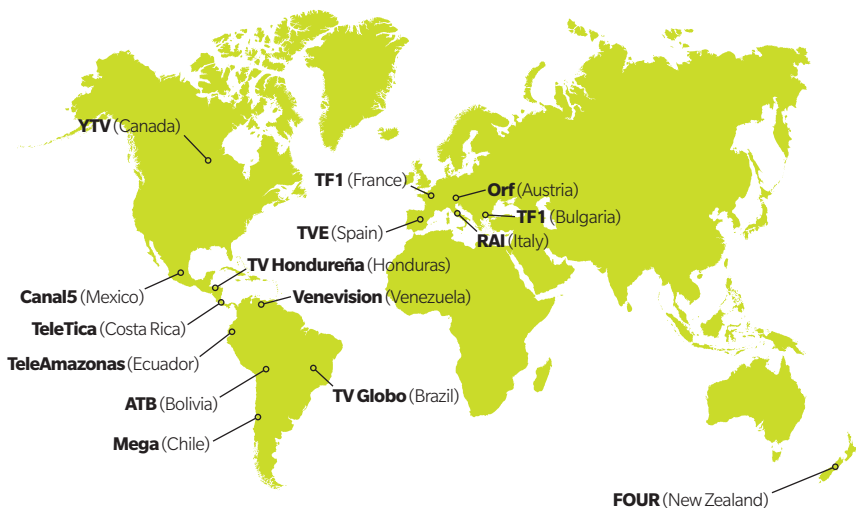 YTV (Canada)
TF1 (France)
Orf (Austria)
TF1 (Bulgaria)
TVE (Spain)
RAI (Italy)
TV Hondureña (Honduras)
Canal5 (Mexico)
Venevision (Venezuela)
TeleTica (Costa Rica)
TeleAmazonas (Ecuador)
ATB (Bolivia)
TV Globo (Brazil)
Mega (Chile)
FOUR (New Zealand)